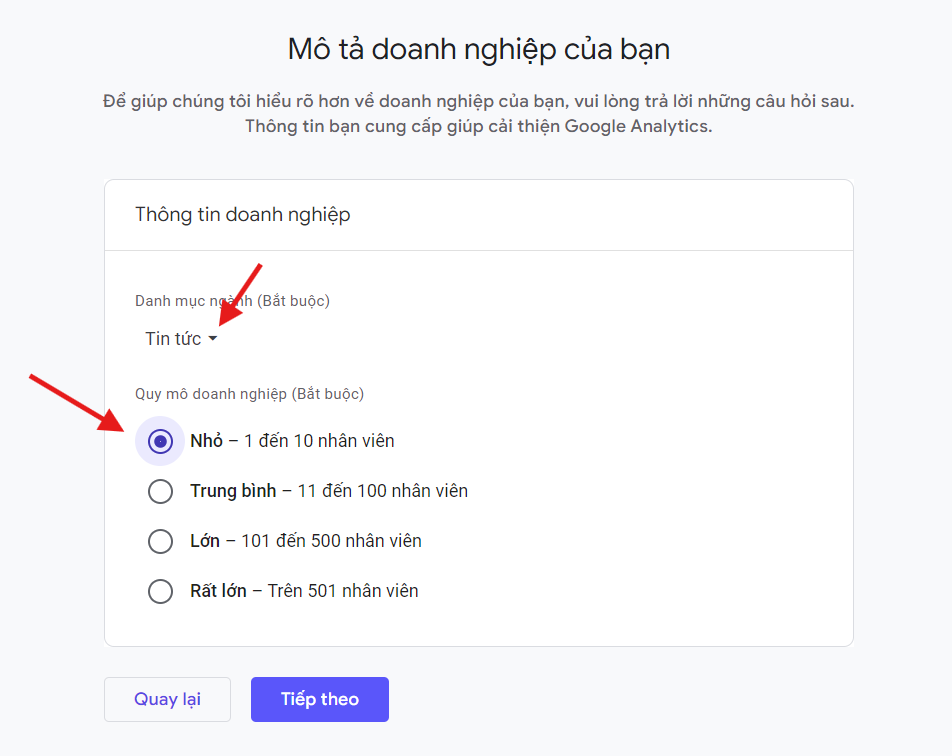 Mô tả doanh nghiệp của bạn
Để giúp chúng tôi hiểu rõ hơn về doanh nghiệp của bạn, vui lòng trả lời những câu hỏi sau.
Thông tin bạn cung cấp giúp cải thiện Google Analytics.
Thông tin doanh nghiệp
Danh mục ngành (Bắt buộc)
Tin tức
Quy mô doanh nghiệp (Bắt buộc)
Nhỏ – 1 đến 10 nhân viên
Trung bình – 11 đến 100 nhân viên
Lớn – 101 đến 500 nhân viên
Rất lớn – Trên 501 nhân viên
Quay lại
Tiếp theo